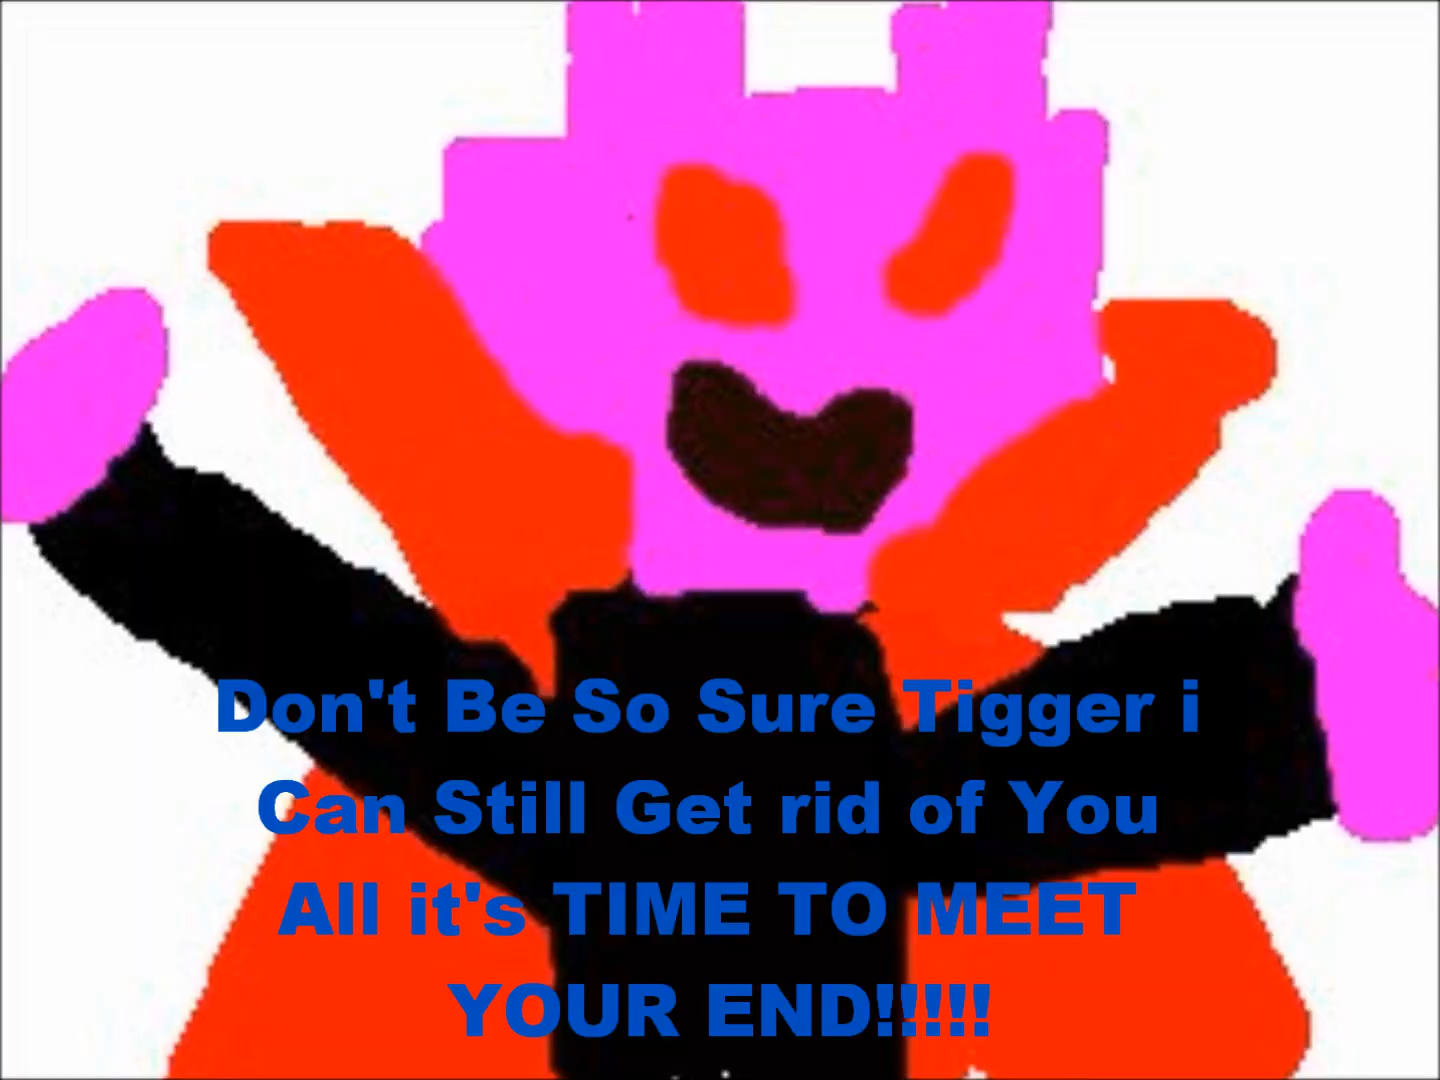 Don't Be So Sure Tigger i
Can Still Get rid of You
All it's TIME TO MEET
YOUR END!!!!!